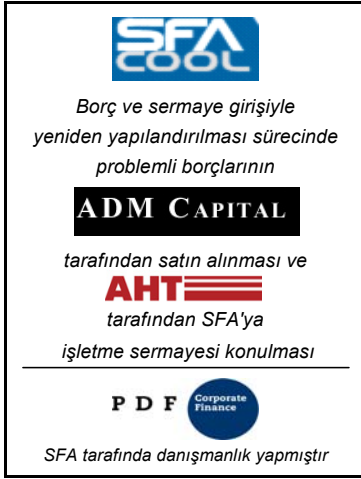 SFA
COOL
Borç ve sermaye girişiyle
yeniden yapılandırılması sürecinde
problemli borçlarının
ADM CAPITAL
tarafından satın alınması ve
AHT
tarafından SFA'ya
işletme sermayesi konulması
PDF Corporate
Finance
SFA tarafında danışmanlık yapmıştır